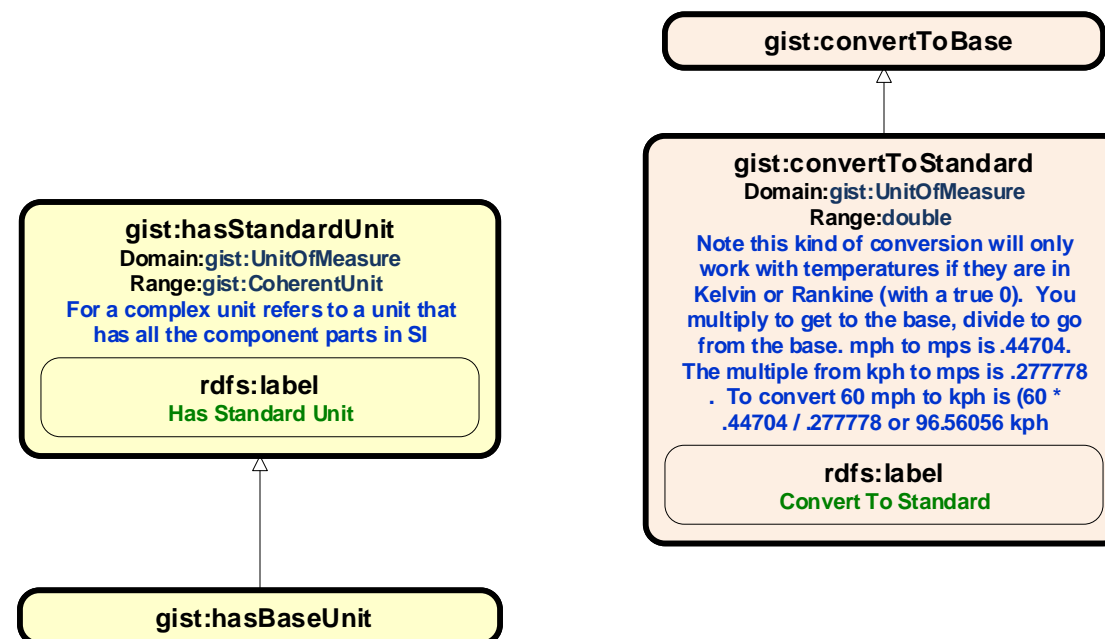 gist:convertToBase
gist:convertToStandard
Domain:gist:UnitOfMeasure
Range:double
Note this kind of conversion will only
work with temperatures if they are in
Kelvin or Rankine (with a true 0).  You
multiply to get to the base, divide to go
from the base. mph to mps is .44704.
The multiple from kph to mps is .277778
.  To convert 60 mph to kph is (60 *
.44704 / .277778 or 96.56056 kph
rdfs:label
Convert To Standard
gist:hasStandardUnit
Domain:gist:UnitOfMeasure
Range:gist:CoherentUnit
For a complex unit refers to a unit that
has all the component parts in SI
rdfs:label
Has Standard Unit
gist:hasBaseUnit